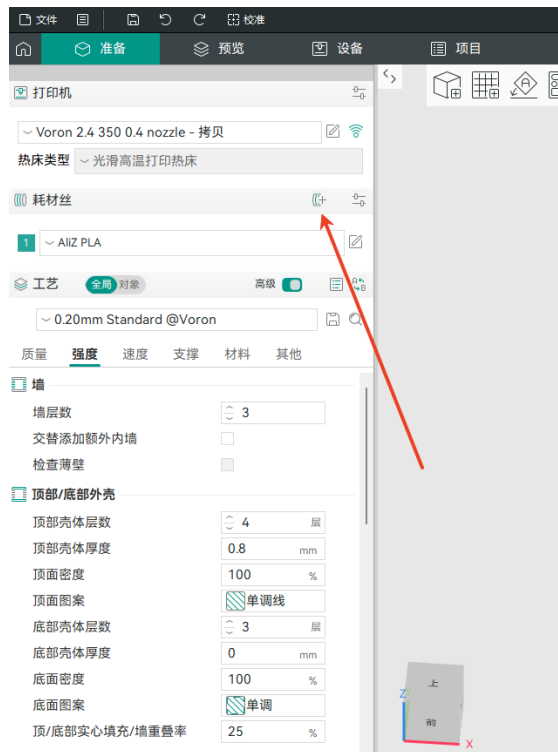 文件 校准
准备 预览 设备 项目
打印机
Voron 2.4 350 0.4 nozzle - 拷贝
热床类型 光滑高温打印热床
耗材丝
1 AliZ PLA
工艺 全局 对象 高级
0.20mm Standard @Voron
质量 强度 速度 支撑 材料 其他
墙
墙层数 3
交替添加额外内墙
检查薄壁
顶部/底部外壳
顶部壳体层数 4 层
顶部壳体厚度 0.8 mm
顶面密度 100 %
顶面图案 单调线
底部壳体层数 3 层
底部壳体厚度 0 mm
底面密度 100 %
底面图案 单调
顶/底部实心填充/墙重叠率 25 %
上
前
Z
Y
X